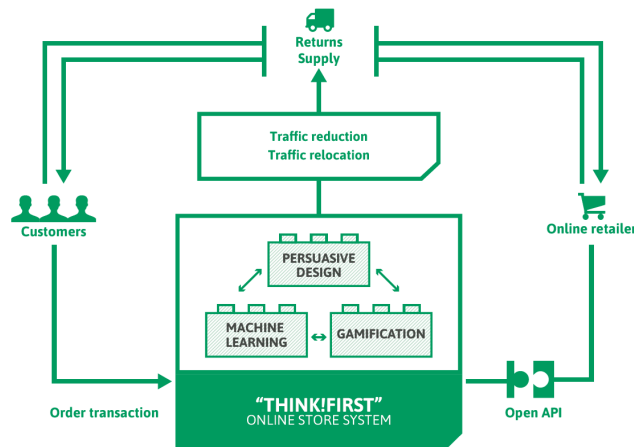 Returns
Supply
Traffic reduction
Traffic relocation
Customers
Online retailer
PERSUASIVE
DESIGN
MACHINE
LEARNING
GAMIFICATION
Order transaction
“THINK!FIRST”
ONLINE STORE SYSTEM
Open API